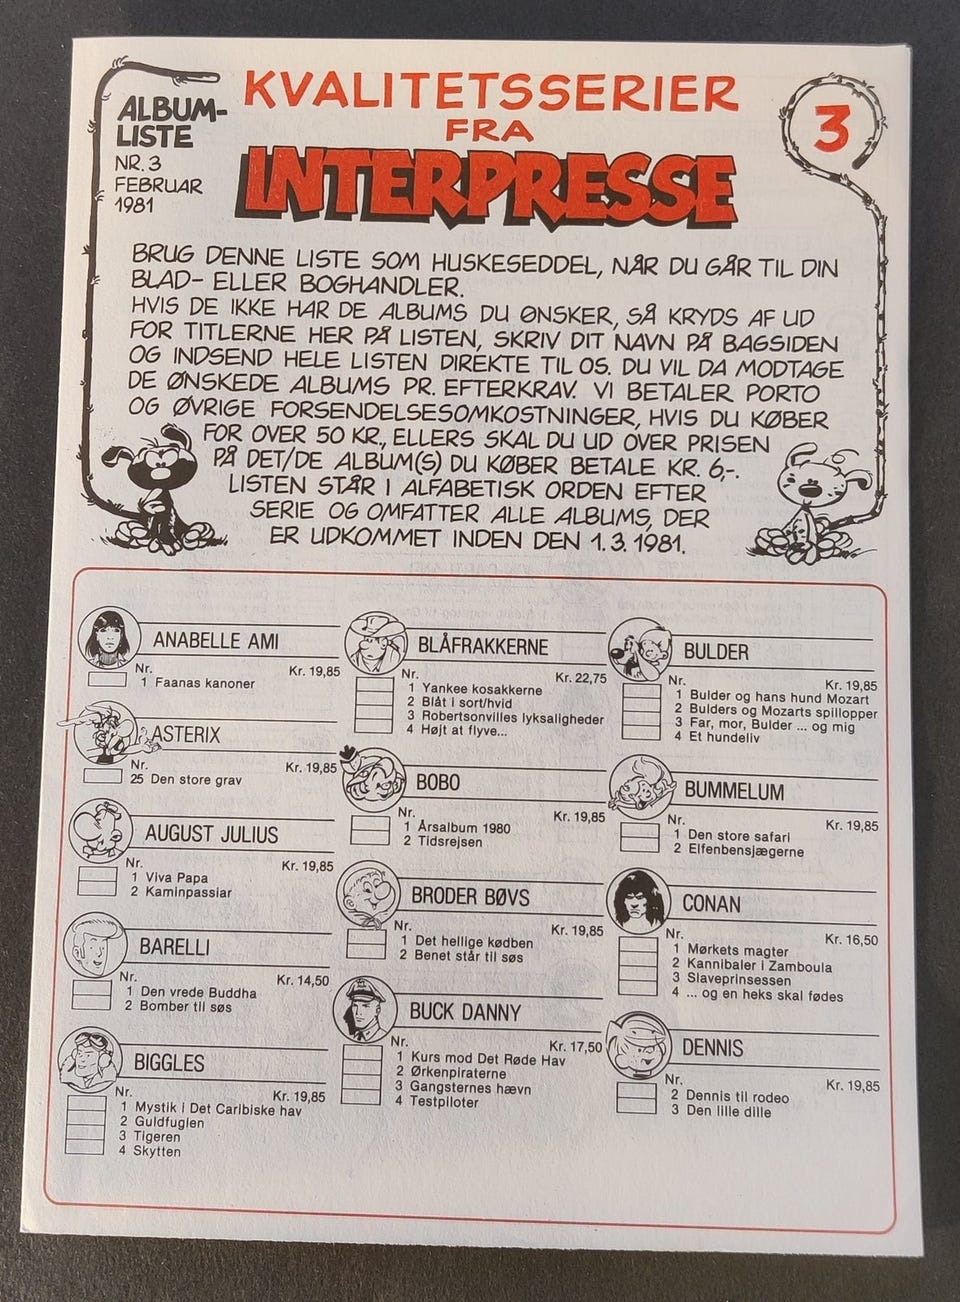 ALBUM-
LISTE
NR. 3
FEBRUAR
1981
KVALITETSSERIER
FRA
INTERPRESSE
3
BRUG DENNE LISTE SOM HUSKESEDDEL, NÅR DU GÅR TIL DIN
BLAD- ELLER BOGHANDLER.
HVIS DE IKKE HAR DE ALBUMS DU ØNSKER, SÅ KRYDS AF UD
FOR TITLERNE HER PÅ LISTEN, SKRIV DIT NAVN PÅ BAGSIDEN
OG INDSEND HELE LISTEN DIREKTE TIL OS. DU VIL DA MODTAGE
DE ØNSKEDE ALBUMS PR. EFTERKRAV. VI BETALER PORTO
OG ØVRIGE FORSENDELSESOMKOSTNINGER, HVIS DU KØBER
FOR OVER 50 KR., ELLERS SKAL DU UD OVER PRISEN
PÅ DET/DE ALBUM(S) DU KØBER BETALE KR. 6,-.
LISTEN STÅR I ALFABETISK ORDEN EFTER
SERIE OG OMFATTER ALLE ALBUMS, DER
ER UDKOMMET INDEN DEN 1.3.1981.
ANABELLE AMI
Nr. Kr. 19,85
1 Faanas kanoner
ASTERIX
Nr. Kr. 19,85
25 Den store grav
AUGUST JULIUS
Nr. Kr. 19,85
1 Viva Papa
2 Kaminpassiar
BARELLI
Nr. Kr. 14,50
1 Den vrede Buddha
2 Bomber til søs
BIGGLES
Nr. Kr. 19,85
1 Mystik i Det Caribiske hav
2 Guldfuglen
3 Tigeren
4 Skytten
BLÅFRAKKERNE
Nr. Kr. 22,75
1 Yankee kosakkerne
2 Blåt i sort/hvid
3 Robertsonvilles lyksaligheder
4 Højt at flyve...
BOBO
Nr. Kr. 19,85
1 Årsalbum 1980
2 Tidsrejsen
BRODER BØVS
Nr. Kr. 19,85
1 Det hellige kødben
2 Benet står til søs
BUCK DANNY
Nr. Kr. 17,50
1 Kurs mod Det Røde Hav
2 Ørkenpiraterne
3 Gangsternes hævn
4 Testpiloter
BULDER
Nr. Kr. 19,85
1 Bulder og hans hund Mozart
2 Bulders og Mozarts spillopper
3 Far, mor, Bulder ... og mig
4 Et hundeliv
BUMMELUM
Nr. Kr. 19,85
1 Den store safari
2 Elfenbensjægerne
CONAN
Nr. Kr. 16,50
1 Mørkets magter
2 Kannibaler i Zamboula
3 Slaveprinsessen
4 ... og en heks skal fødes
DENNIS
Nr. Kr. 19,85
2 Dennis til rodeo
3 Den lille dille